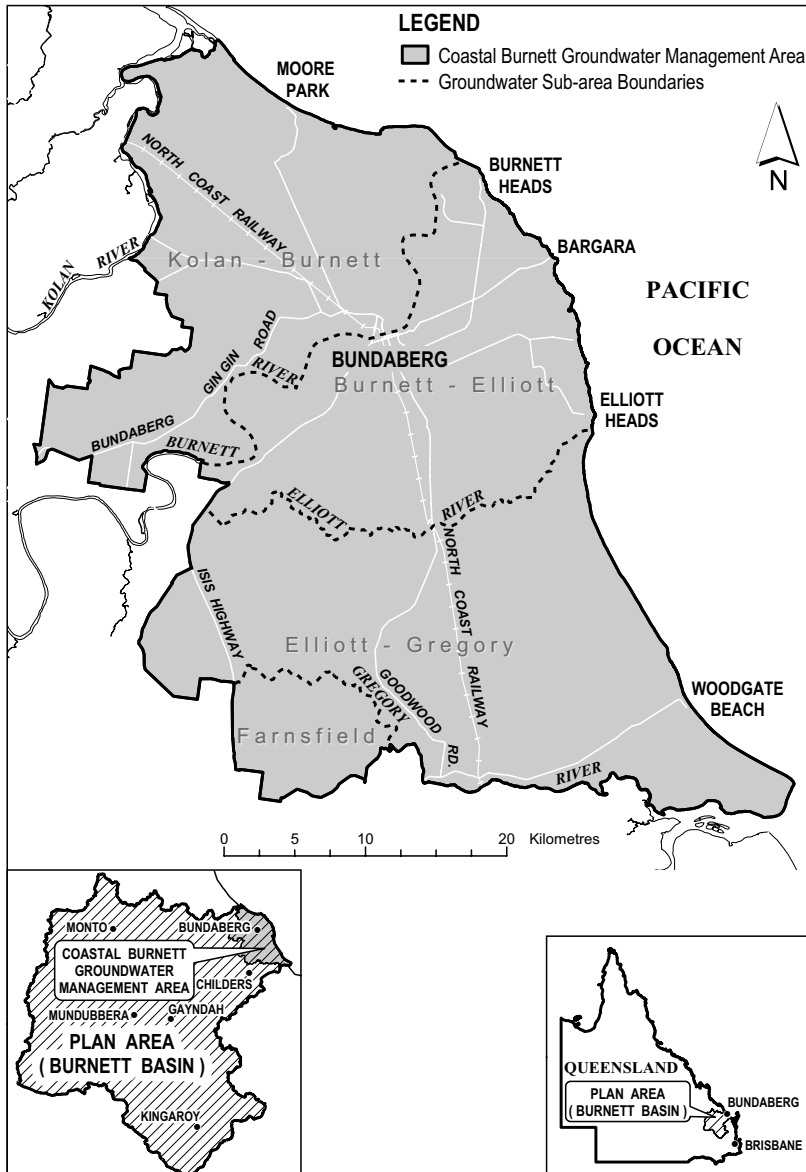 LEGEND
Coastal Burnett Groundwater Management Area
Groundwater Sub-area Boundaries
MOORE
PARK
N
BURNETT
HEADS
NORTH COAST RAILWAY
BARGARA
KOLAN RIVER
Kolan - Burnett
PACIFIC
OCEAN
BUNDABERG GIN GIN ROAD
BURNETT RIVER
BUNDABERG
Burnett - Elliott
ELLIOTT
HEADS
ELLIOTT RIVER
NORTH COAST RAILWAY
ISIS HIGHWAY
Elliott - Gregory
GOODWOOD RD.
GREGORY RIVER
WOODGATE
BEACH
Farnsfield
0 5 10 20 Kilometres
MONTO
BUNDABERG
COASTAL BURNETT
GROUNDWATER
MANAGEMENT AREA
CHILDERS
MUNDUBBERA
GAYNDAH
PLAN AREA
( BURNETT BASIN )
KINGAROY
QUEENSLAND
PLAN AREA
( BURNETT BASIN )
BUNDABERG
BRISBANE